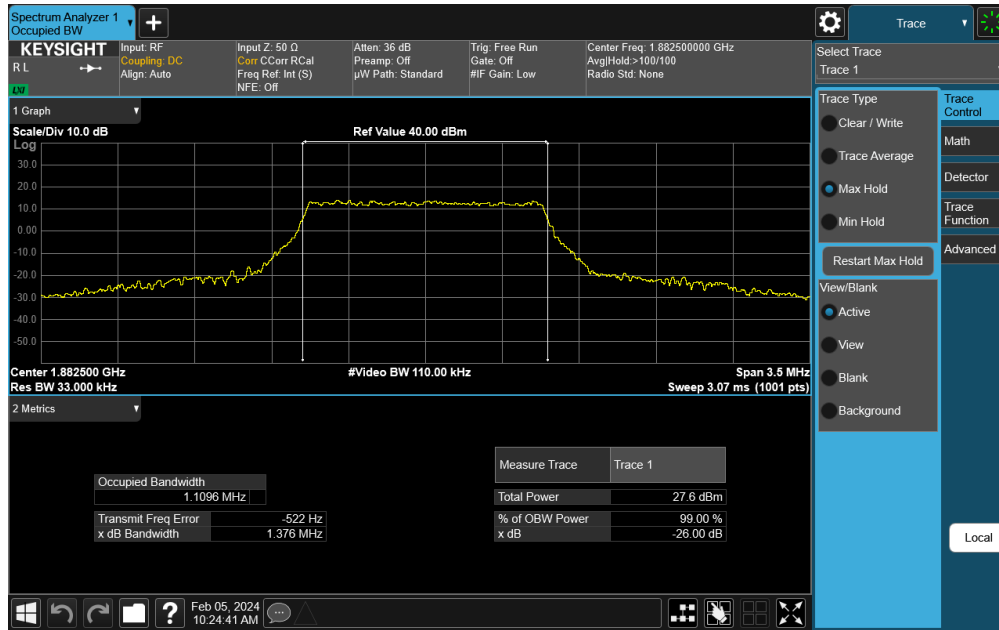 Spectrum Analyzer 1
Occupied BW
Trace
KEYSIGHT
R L
LXI
Input: RF
Coupling: DC
Align: Auto
Input Z: 50 Ω
Corr CCorr RCal
Freq Ref: Int (S)
NFE: Off
Atten: 36 dB
Preamp: Off
µW Path: Standard
Trig: Free Run
Gate: Off
#IF Gain: Low
Center Freq: 1.882500000 GHz
Avg|Hold:>100/100
Radio Std: None
Select Trace
Trace 1
1 Graph
Scale/Div 10.0 dB
Ref Value 40.00 dBm
Log
30.0
20.0
10.0
0.00
-10.0
-20.0
-30.0
-40.0
-50.0
Center 1.882500 GHz
#Video BW 110.00 kHz
Span 3.5 MHz
Res BW 33.000 kHz
Sweep 3.07 ms (1001 pts)
Trace Type
Clear / Write
Trace Average
Max Hold
Min Hold
Restart Max Hold
View/Blank
Active
View
Blank
Background
Trace
Control
Math
Detector
Trace
Function
Advanced
Local
2 Metrics
Occupied Bandwidth
1.1096 MHz
Transmit Freq Error -522 Hz
x dB Bandwidth 1.376 MHz
Measure Trace Trace 1
Total Power 27.6 dBm
% of OBW Power 99.00 %
x dB -26.00 dB
?
Feb 05, 2024
10:24:41 AM